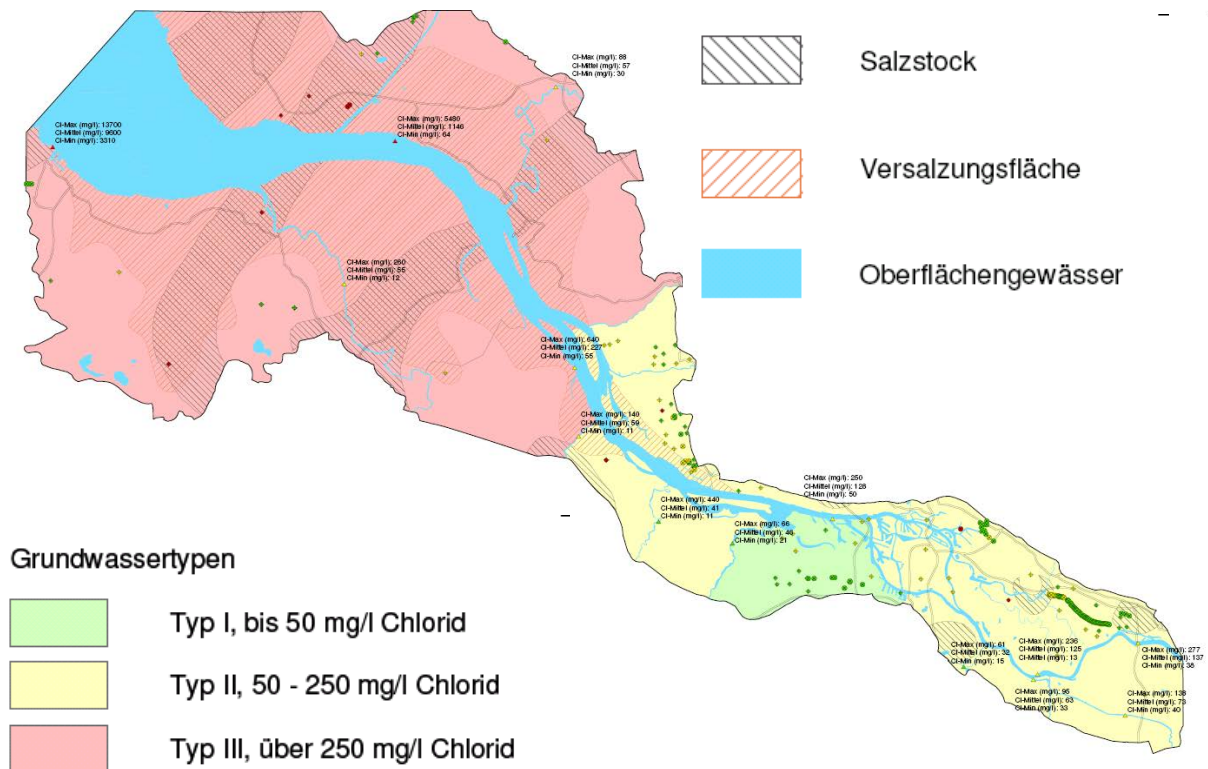 Cl-Max (mg/l): 88
Cl-Mittel (mg/l): 57
Cl-Min (mg/l): 30
Salzstock
Cl-Max (mg/l): 13700
Cl-Mittel (mg/l): 9600
Cl-Min (mg/l): 3310
Cl-Max (mg/l): 5480
Cl-Mittel (mg/l): 1146
Cl-Min (mg/l): 64
Versalzungsfläche
Cl-Max (mg/l): 260
Cl-Mittel (mg/l): 55
Cl-Min (mg/l): 12
Oberflächengewässer
Cl-Max (mg/l): 640
Cl-Mittel (mg/l): 227
Cl-Min (mg/l): 55
Cl-Max (mg/l): 140
Cl-Mittel (mg/l): 59
Cl-Min (mg/l): 11
Cl-Max (mg/l): 250
Cl-Mittel (mg/l): 128
Cl-Min (mg/l): 50
Cl-Max (mg/l): 440
Cl-Mittel (mg/l): 41
Cl-Min (mg/l): 11
Cl-Max (mg/l): 66
Cl-Mittel (mg/l): 46
Cl-Min (mg/l): 21
Cl-Max (mg/l): 61
Cl-Mittel (mg/l): 32
Cl-Min (mg/l): 15
Cl-Max (mg/l): 236
Cl-Mittel (mg/l): 125
Cl-Min (mg/l): 13
Cl-Max (mg/l): 277
Cl-Mittel (mg/l): 137
Cl-Min (mg/l): 38
Cl-Max (mg/l): 95
Cl-Mittel (mg/l): 63
Cl-Min (mg/l): 33
Cl-Max (mg/l): 138
Cl-Mittel (mg/l): 73
Cl-Min (mg/l): 40
Grundwassertypen
Typ I, bis 50 mg/l Chlorid
Typ II, 50 - 250 mg/l Chlorid
Typ III, über 250 mg/l Chlorid